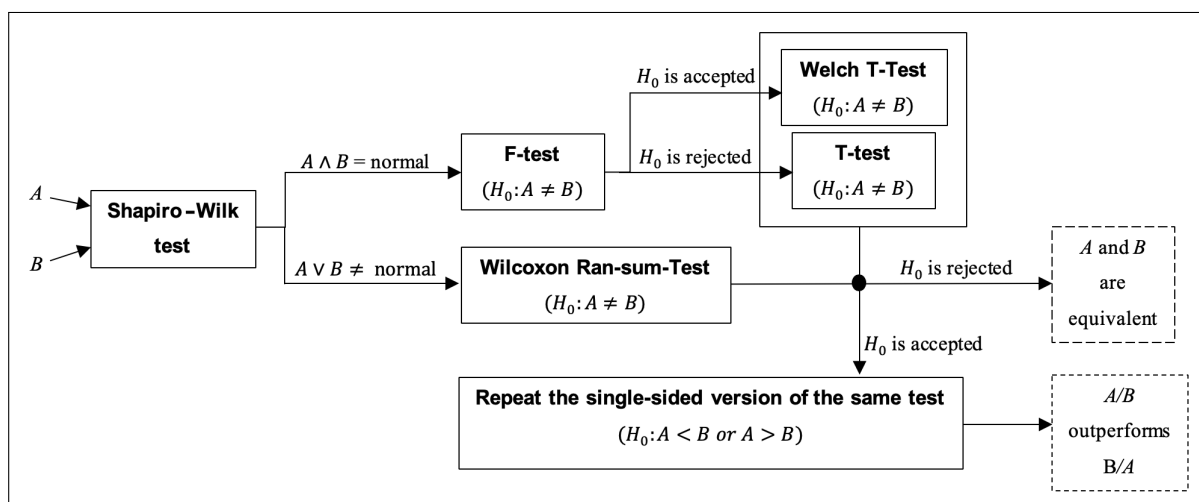 A
B
Shapiro–Wilk
test
A ∧ B = normal
A ∨ B ≠ normal
F-test
(H₀: A ≠ B)
H₀ is accepted
H₀ is rejected
Welch T-Test
(H₀: A ≠ B)
T-test
(H₀: A ≠ B)
Wilcoxon Ran-sum-Test
(H₀: A ≠ B)
H₀ is rejected
A and B
are
equivalent
H₀ is accepted
Repeat the single-sided version of the same test
(H₀: A < B or A > B)
A/B
outperforms
B/A